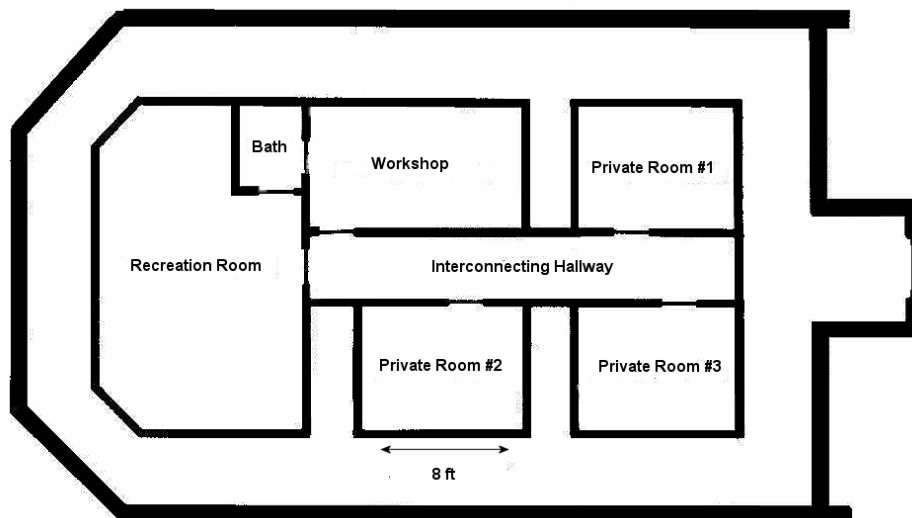 Bath
Workshop
Private Room #1
Recreation Room
Interconnecting Hallway
Private Room #2
Private Room #3
8 ft